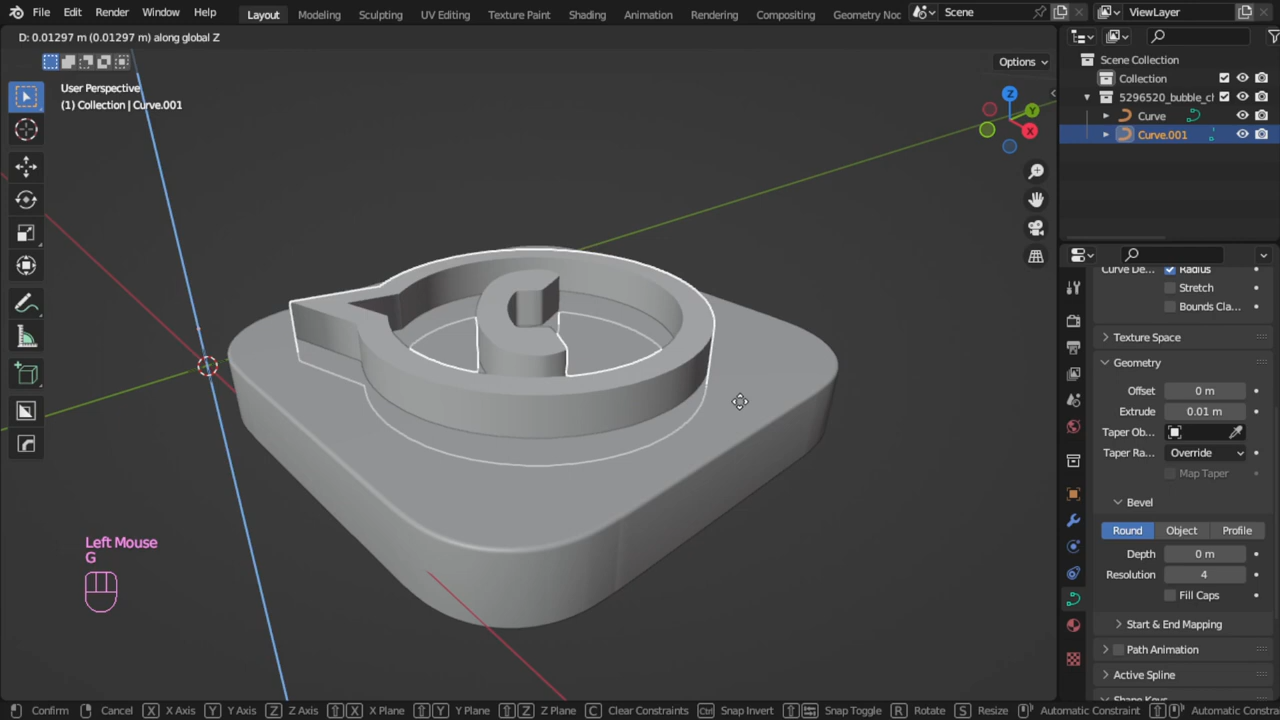 File Edit Render Window Help Layout Modeling Sculpting UV Editing Texture Paint Shading Animation Rendering Compositing Geometry Noc Scene ViewLayer
D: 0.01297 m (0.01297 m) along global Z
Options
User Perspective
(1) Collection | Curve.001
Z
Y
X
Scene Collection
Collection
5296520_bubble_ch
Curve
Curve.001
Curve De... Radius
Stretch
Bounds Cla...
Texture Space
Geometry
Offset 0 m
Extrude 0.01 m
Taper Ob...
Taper Ra... Override
Map Taper
Bevel
Round Object Profile
Depth 0 m
Resolution 4
Fill Caps
Start & End Mapping
Path Animation
Active Spline
Left Mouse
G
Confirm Cancel X X Axis Y Y Axis Z Z Axis X X Plane Y Y Plane Z Z Plane C Clear Constraints Ctrl Snap Invert Snap Toggle R Rotate S Resize Automatic Constraint Automatic Constra